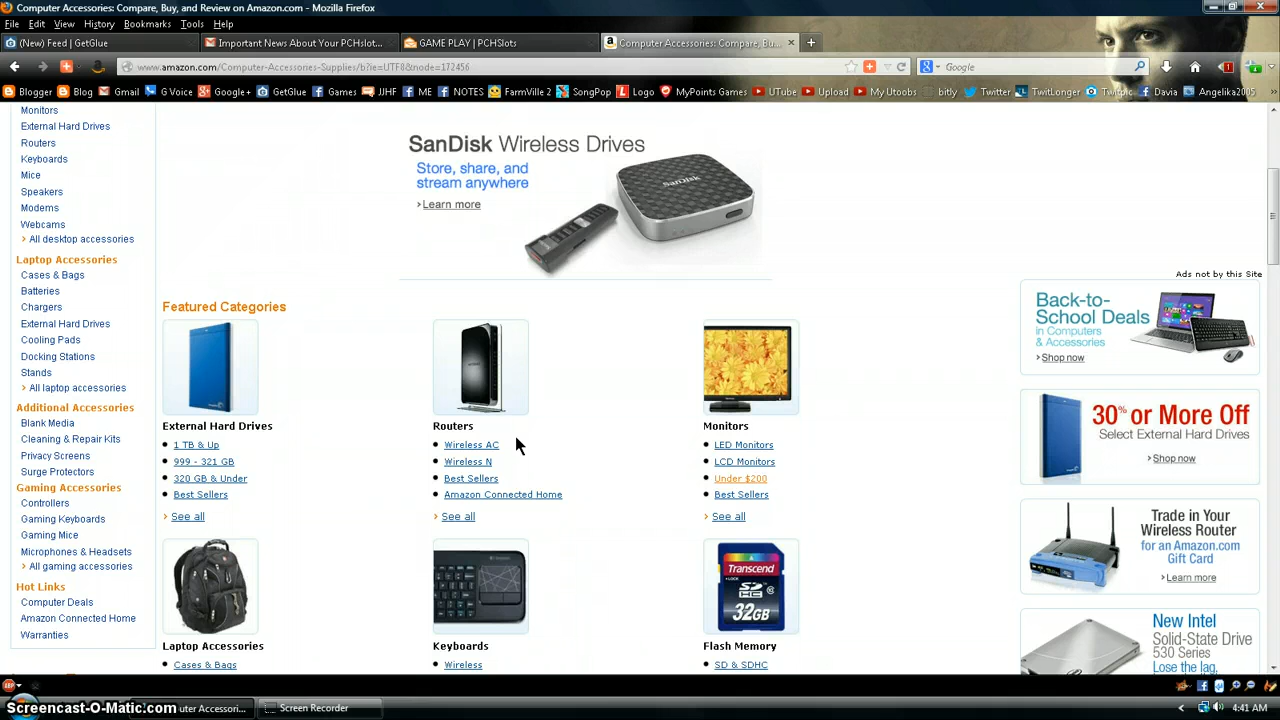 Computer Accessories: Compare, Buy, and Review on Amazon.com - Mozilla Firefox
File Edit View History Bookmarks Tools Help
(New) Feed | GetGlue
Important News About Your PCHslot...
GAME PLAY | PCHSlots
Computer Accessories: Compare, Bu...
www.amazon.com/Computer-Accessories-Supplies/b?ie=UTF8&node=172456
Google
Blogger Blog Gmail G Voice Google+ GetGlue Games JJHF ME NOTES FarmVille 2 SongPop Logo MyPoints Games UTube Upload My Utoobs bitly Twitter TwitLonger Twitpic Davia Angelika2005
Monitors
External Hard Drives
Routers
Keyboards
Mice
Speakers
Modems
Webcams
All desktop accessories
Laptop Accessories
Cases & Bags
Batteries
Chargers
External Hard Drives
Cooling Pads
Docking Stations
Stands
All laptop accessories
Additional Accessories
Blank Media
Cleaning & Repair Kits
Privacy Screens
Surge Protectors
Gaming Accessories
Controllers
Gaming Keyboards
Gaming Mice
Microphones & Headsets
All gaming accessories
Hot Links
Computer Deals
Amazon Connected Home
Warranties
SanDisk Wireless Drives
Store, share, and
stream anywhere
Learn more
SanDisk
Featured Categories
External Hard Drives
1 TB & Up
999 - 321 GB
320 GB & Under
Best Sellers
See all
Routers
Wireless AC
Wireless N
Best Sellers
Amazon Connected Home
See all
Monitors
LED Monitors
LCD Monitors
Under $200
Best Sellers
See all
Laptop Accessories
Cases & Bags
Keyboards
Wireless
Transcend
LOCK
SD HC
32GB
Flash Memory
SD & SDHC
Ads not by this Site
Back-to-
School Deals
in Computers
& Accessories
Shop now
30% or More Off
Select External Hard Drives
Shop now
Trade in Your
Wireless Router
for an Amazon.com
Gift Card
Learn more
New Intel
Solid-State Drive
530 Series
Lose the lag.
ABP
Screencast-O-Matic.com
uter Accessori...
Screen Recorder
4:41 AM